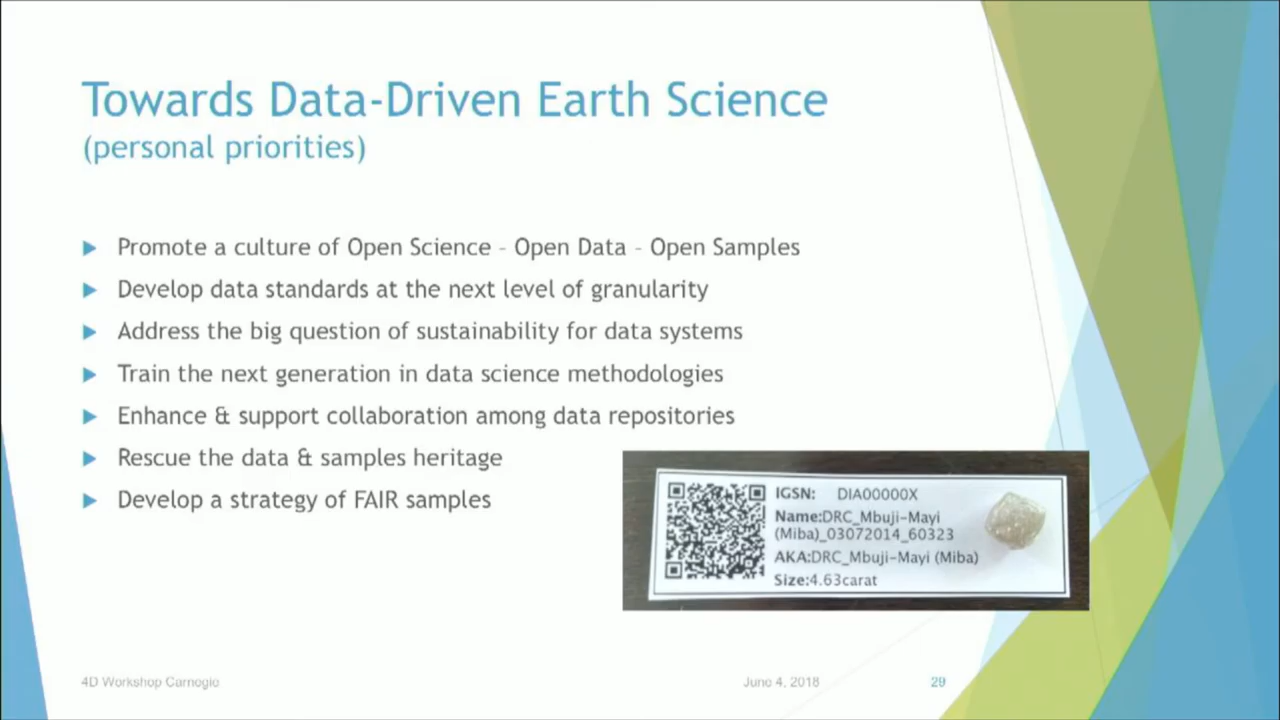 Towards Data-Driven Earth Science
(personal priorities)
Promote a culture of Open Science – Open Data – Open Samples
Develop data standards at the next level of granularity
Address the big question of sustainability for data systems
Train the next generation in data science methodologies
Enhance & support collaboration among data repositories
Rescue the data & samples heritage
Develop a strategy of FAIR samples
IGSN: DIA00000X
Name:DRC_Mbuji-Mayi
(Miba)_03072014_60323
AKA:DRC_Mbuji-Mayi (Miba)
Size:4.63carat
4D Workshop Carnegie
June 4, 2018
29